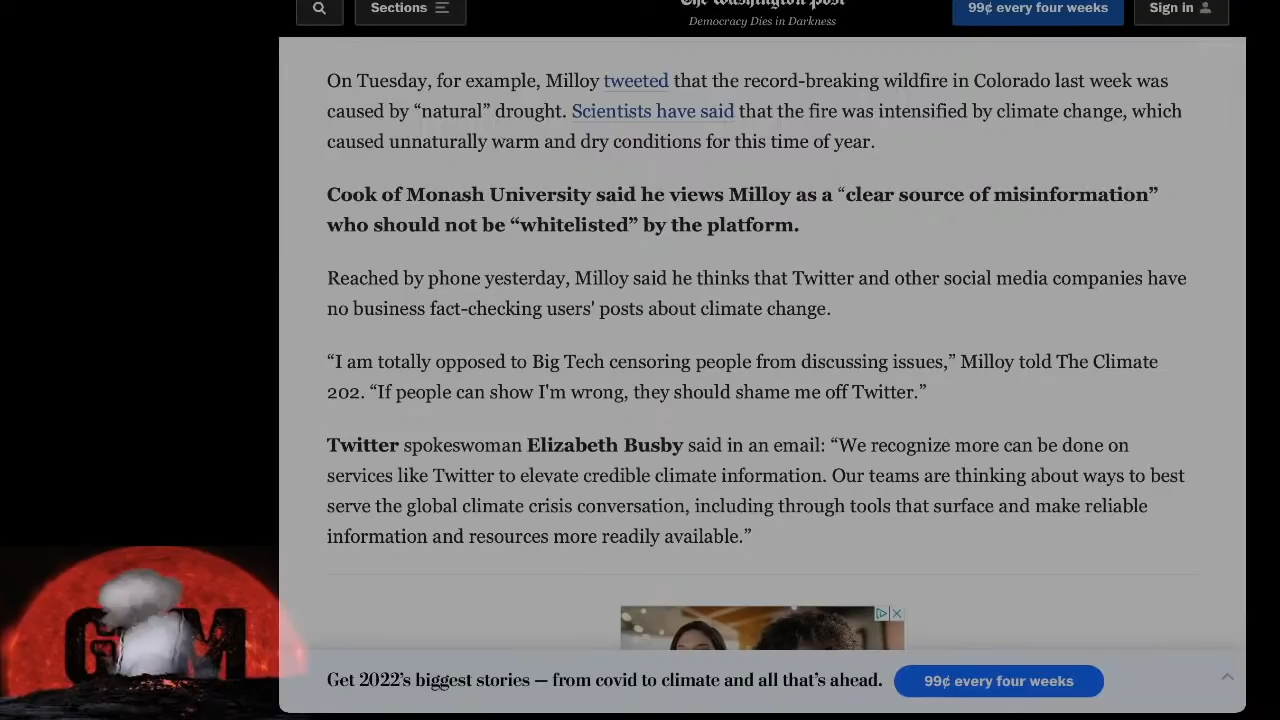 Sections
The Washington Post
99¢ every four weeks
Sign in
Democracy Dies in Darkness
On Tuesday, for example, Milloy tweeted that the record-breaking wildfire in Colorado last week was
caused by “natural” drought. Scientists have said that the fire was intensified by climate change, which
caused unnaturally warm and dry conditions for this time of year.
Cook of Monash University said he views Milloy as a “clear source of misinformation”
who should not be “whitelisted” by the platform.
Reached by phone yesterday, Milloy said he thinks that Twitter and other social media companies have
no business fact-checking users' posts about climate change.
“I am totally opposed to Big Tech censoring people from discussing issues,” Milloy told The Climate
202. “If people can show I'm wrong, they should shame me off Twitter.”
Twitter spokeswoman Elizabeth Busby said in an email: “We recognize more can be done on
services like Twitter to elevate credible climate information. Our teams are thinking about ways to best
serve the global climate crisis conversation, including through tools that surface and make reliable
information and resources more readily available.”
Get 2022’s biggest stories — from covid to climate and all that’s ahead.
99¢ every four weeks